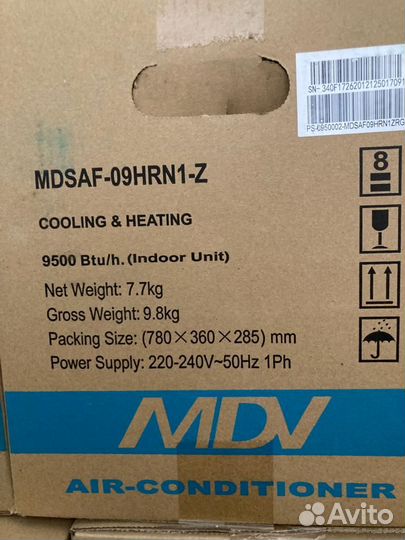 SN- 340F17262012125017091
PS-6950002-MDSAF09HRN1ZRG
8
MDSAF-09HRN1-Z
COOLING & HEATING
9500 Btu/h. (Indoor Unit)
Net Weight: 7.7kg
Gross Weight: 9.8kg
Packing Size: (780×360×285) mm
Power Supply: 220-240V~50Hz 1Ph
MDV
AIR-CONDITIONER
Avito